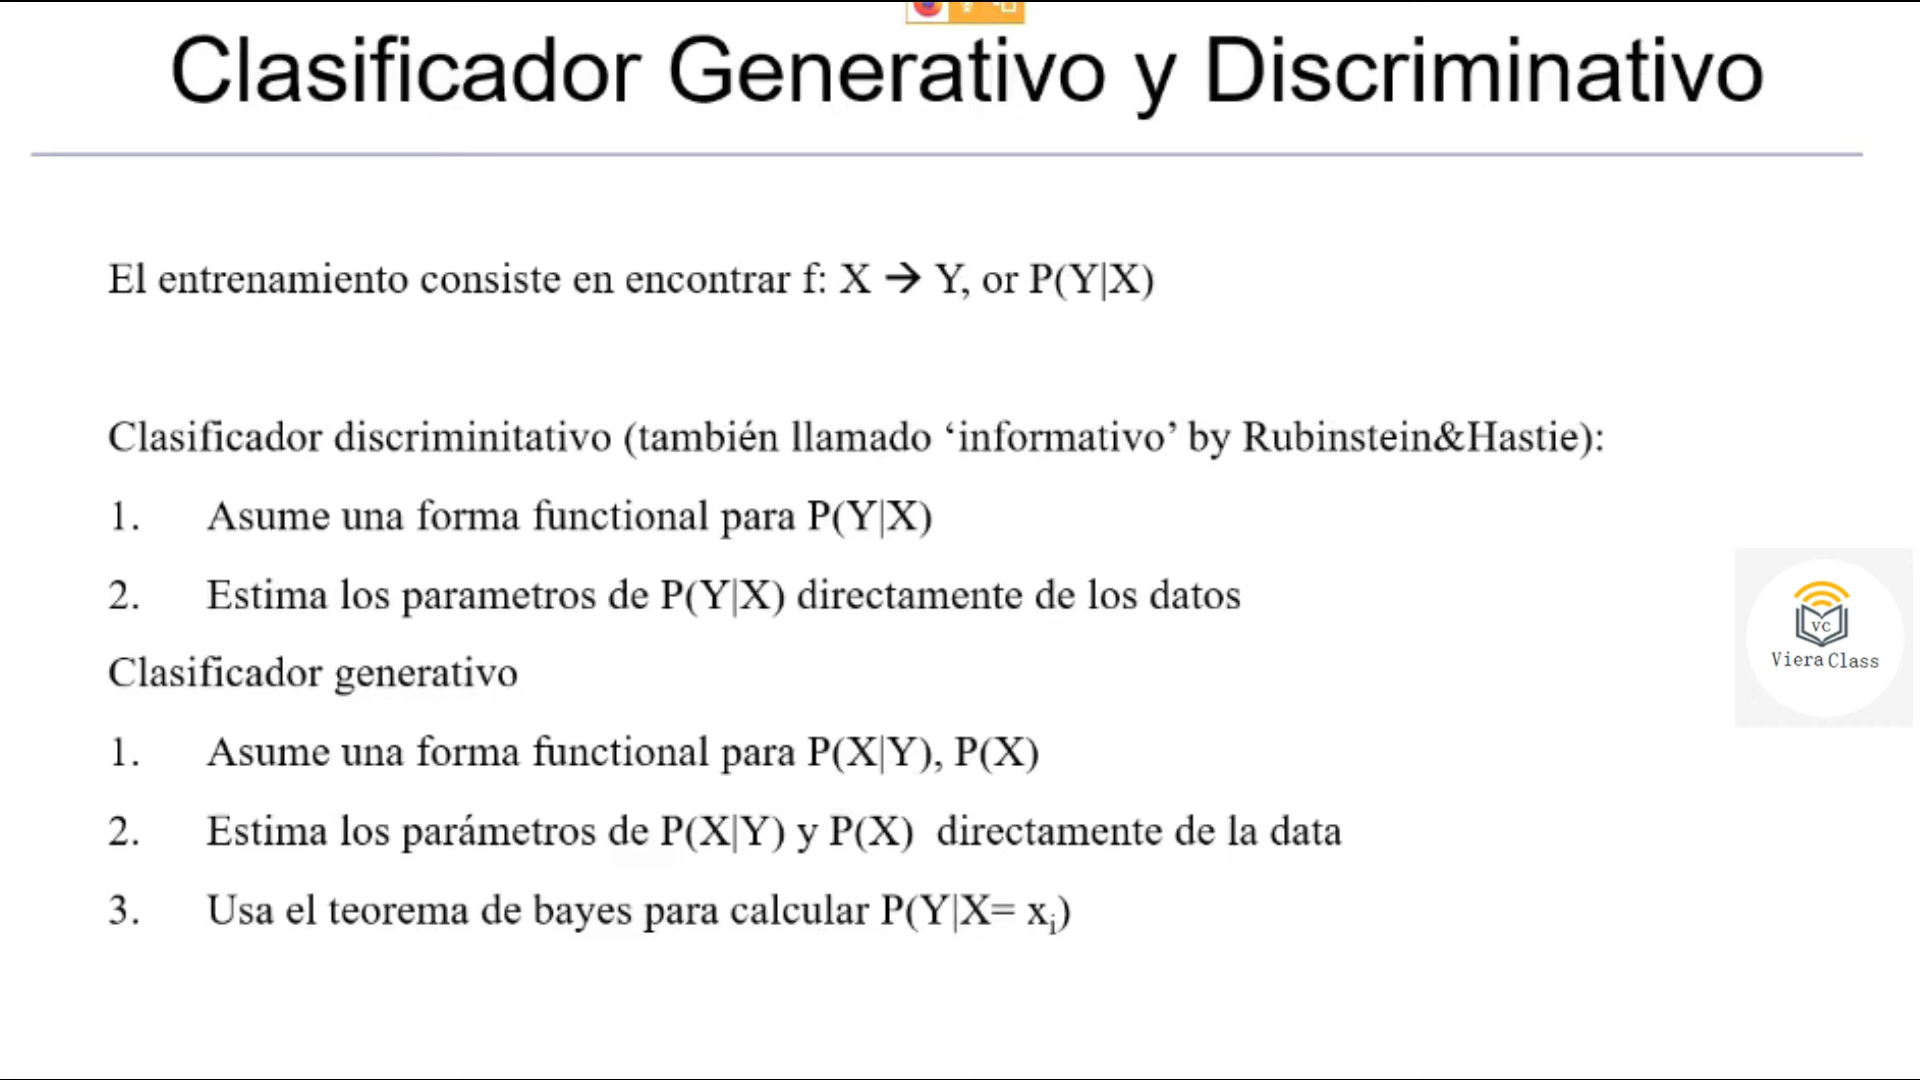 Clasificador Generativo y Discriminativo
El entrenamiento consiste en encontrar f: X → Y, or P(Y|X)
Clasificador discriminitativo (también llamado ‘informativo’ by Rubinstein&Hastie):
1. Asume una forma functional para P(Y|X)
2. Estima los parametros de P(Y|X) directamente de los datos
Clasificador generativo
1. Asume una forma functional para P(X|Y), P(X)
2. Estima los parámetros de P(X|Y) y P(X) directamente de la data
3. Usa el teorema de bayes para calcular P(Y|X= xᵢ)
VC
Viera Class